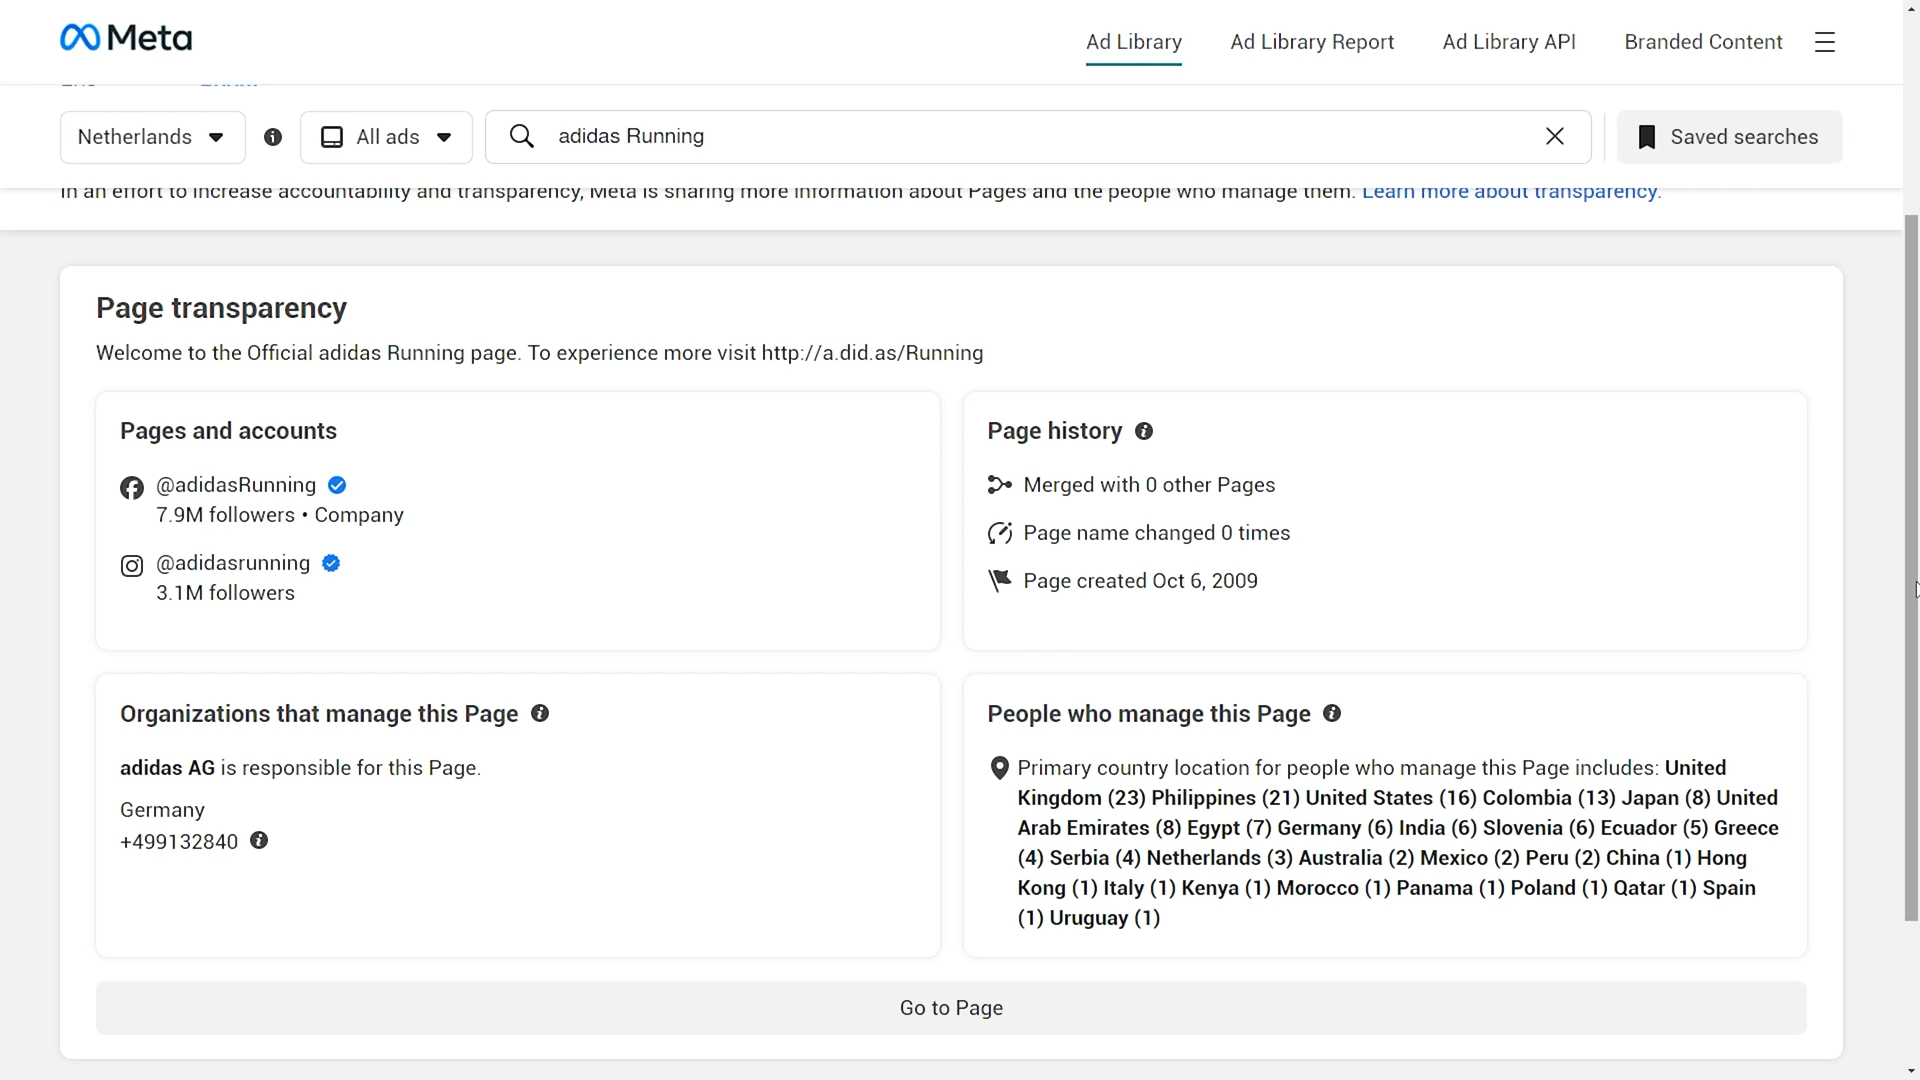 Meta
Ad Library
Ad Library Report
Ad Library API
Branded Content
Netherlands
All ads
adidas Running
Saved searches
In an effort to increase accountability and transparency, Meta is sharing more information about Pages and the people who manage them. Learn more about transparency.
Page transparency
Welcome to the Official adidas Running page. To experience more visit http://a.did.as/Running
Pages and accounts
@adidasRunning
7.9M followers • Company
@adidasrunning
3.1M followers
Page history
Merged with 0 other Pages
Page name changed 0 times
Page created Oct 6, 2009
Organizations that manage this Page
adidas AG is responsible for this Page.
Germany
+499132840
People who manage this Page
Primary country location for people who manage this Page includes: United
Kingdom (23) Philippines (21) United States (16) Colombia (13) Japan (8) United
Arab Emirates (8) Egypt (7) Germany (6) India (6) Slovenia (6) Ecuador (5) Greece
(4) Serbia (4) Netherlands (3) Australia (2) Mexico (2) Peru (2) China (1) Hong
Kong (1) Italy (1) Kenya (1) Morocco (1) Panama (1) Poland (1) Qatar (1) Spain
(1) Uruguay (1)
Go to Page